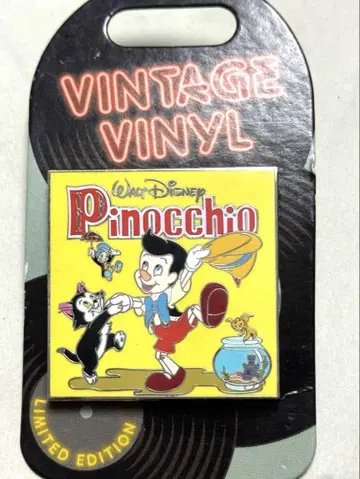 VINTAGE
VINYL
WALT DISNEY
Pinocchio
LIMITED EDITION